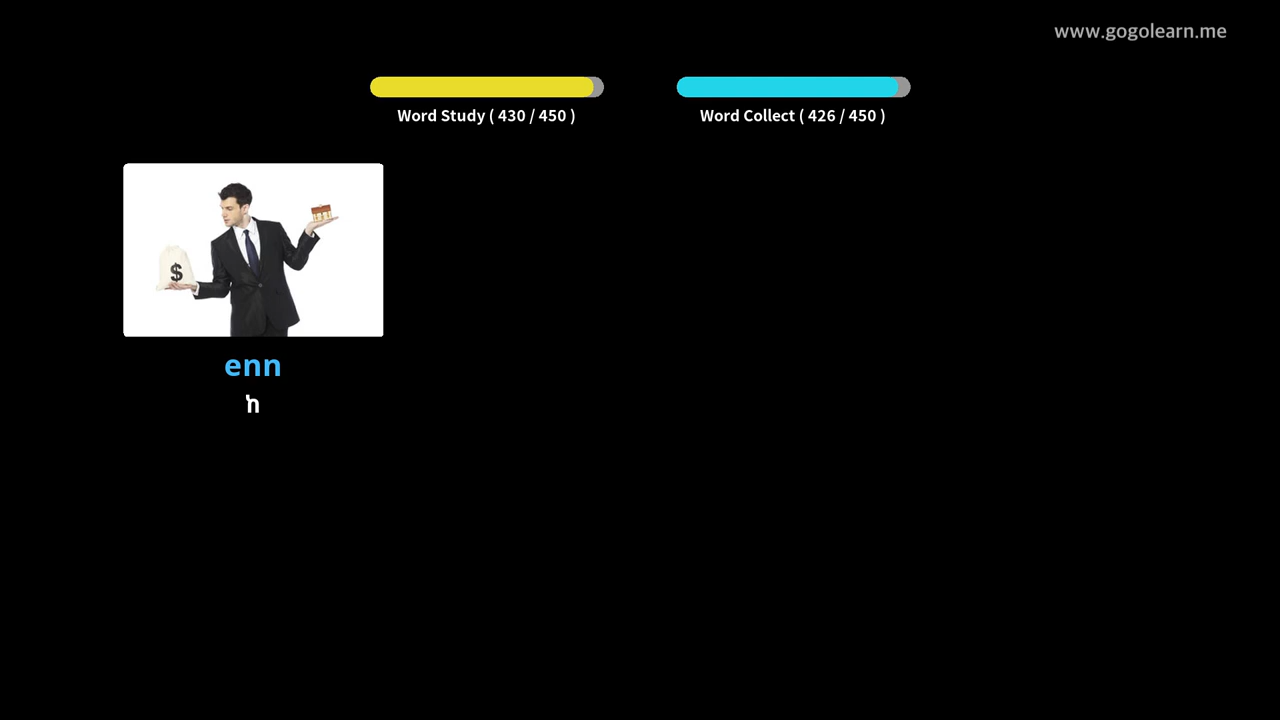 www.gogolearn.me
Word Study ( 430 / 450 )
Word Collect ( 426 / 450 )
$
enn
ከ